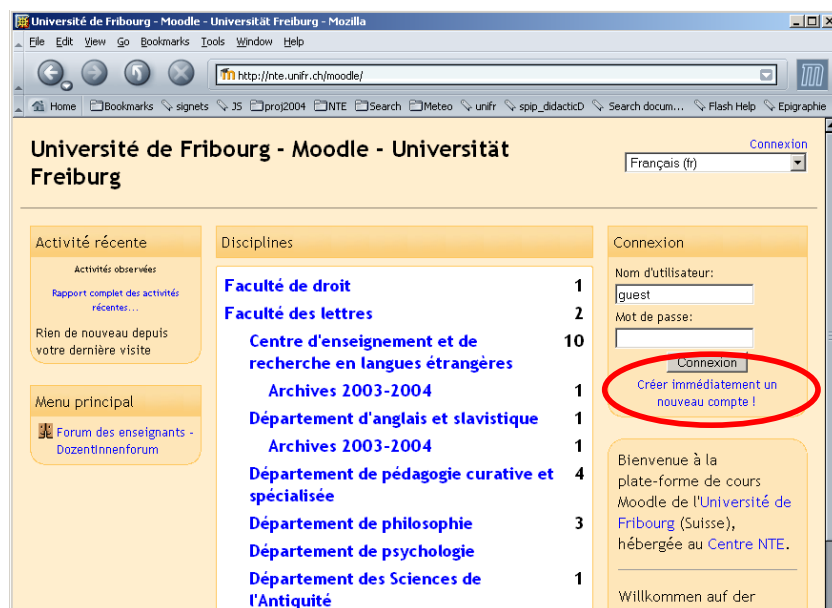 Université de Fribourg - Moodle - Universität Freiburg - Mozilla
File Edit View Go Bookmarks Tools Window Help
http://nte.unifr.ch/moodle/
Home Bookmarks signets JS proj2004 NTE Search Meteo unifr spip_didacticD Search docum... Flash Help Epigraphie
Université de Fribourg - Moodle - Universität
Freiburg
Connexion
Français (fr)
Activité récente
Activités observées
Rapport complet des activités
récentes...
Rien de nouveau depuis
votre dernière visite
Menu principal
Forum des enseignants -
DozentInnenforum
Disciplines
Faculté de droit 1
Faculté des lettres 2
Centre d'enseignement et de 10
recherche en langues étrangères
Archives 2003-2004 1
Département d'anglais et slavistique 1
Archives 2003-2004 1
Département de pédagogie curative et 4
spécialisée
Département de philosophie 3
Département de psychologie
Département des Sciences de 1
l'Antiquité
Connexion
Nom d'utilisateur:
guest
Mot de passe:
Connexion
Créer immédiatement un
nouveau compte !
Bienvenue à la
plate-forme de cours
Moodle de l'Université de
Fribourg (Suisse),
hébergée au Centre NTE.
Willkommen auf der